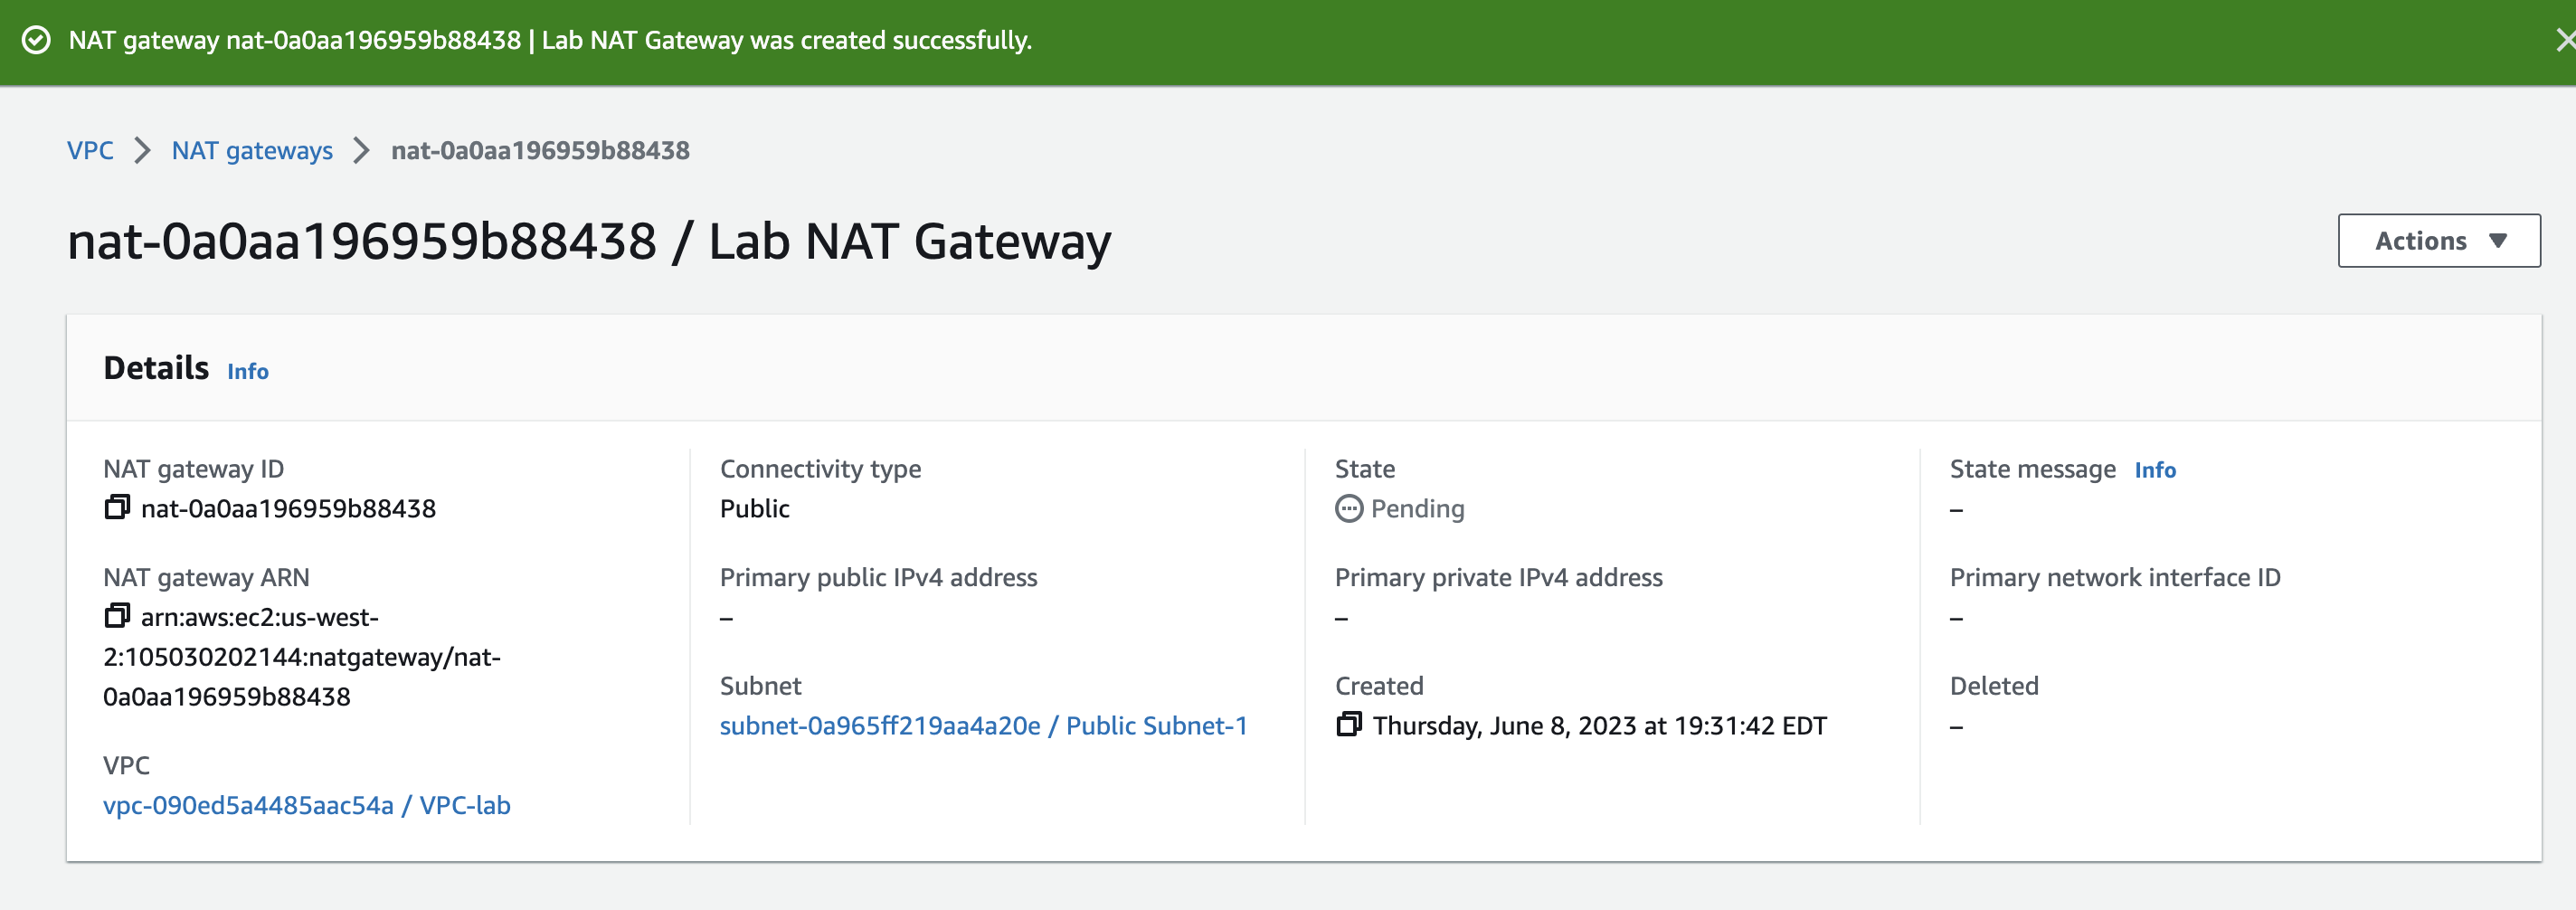 NAT gateway nat-0a0aa196959b88438 | Lab NAT Gateway was created successfully.
VPC > NAT gateways > nat-0a0aa196959b88438
nat-0a0aa196959b88438 / Lab NAT Gateway
Actions
Details Info
NAT gateway ID
nat-0a0aa196959b88438
NAT gateway ARN
arn:aws:ec2:us-west-
2:105030202144:natgateway/nat-
0a0aa196959b88438
VPC
vpc-090ed5a4485aac54a / VPC-lab
Connectivity type
Public
Primary public IPv4 address
–
Subnet
subnet-0a965ff219aa4a20e / Public Subnet-1
State
Pending
Primary private IPv4 address
–
Created
Thursday, June 8, 2023 at 19:31:42 EDT
State message Info
–
Primary network interface ID
–
Deleted
–